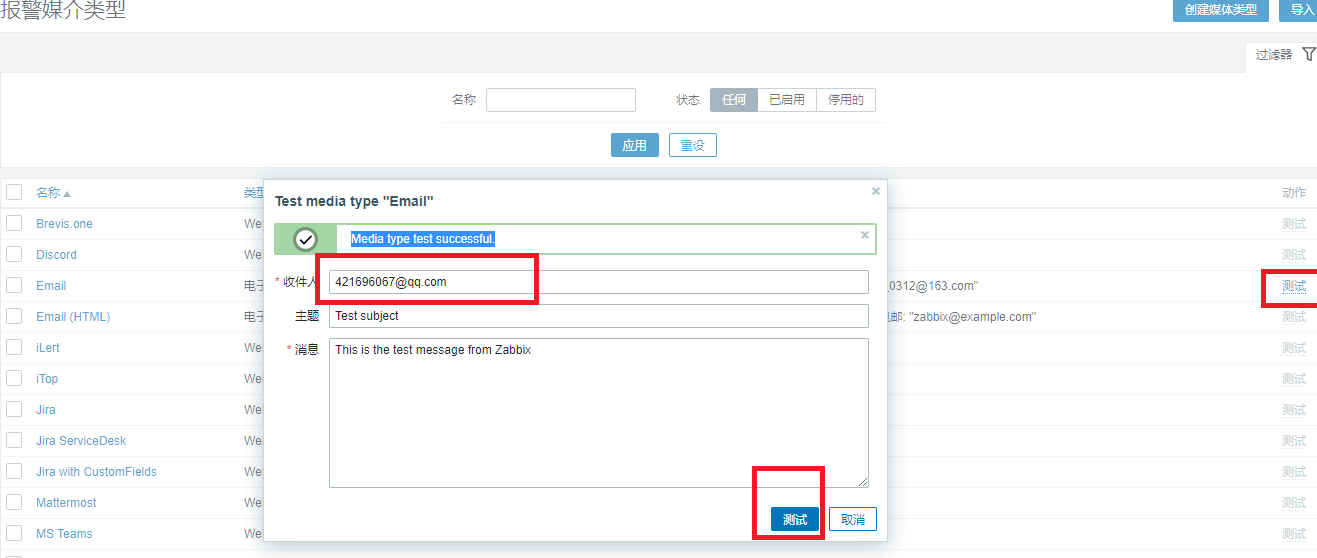 报警媒介类型
创建媒体类型 导入
过滤器
名称 状态 任何 已启用 停用的
应用 重设
名称 类型 动作
Test media type "Email"
Brevis.one We 测试
Media type test successful.
Discord We 测试
Email 电子 * 收件人 421696067@qq.com _0312@163.com" 测试
Email (HTML) 电子 主题 Test subject 邮: "zabbix@example.com" 测试
iLert We * 消息 This is the test message from Zabbix 测试
iTop We 测试
Jira We 测试
Jira ServiceDesk We 测试
Jira with CustomFields We 测试
Mattermost We 测试
测试 取消
MS Teams We 测试